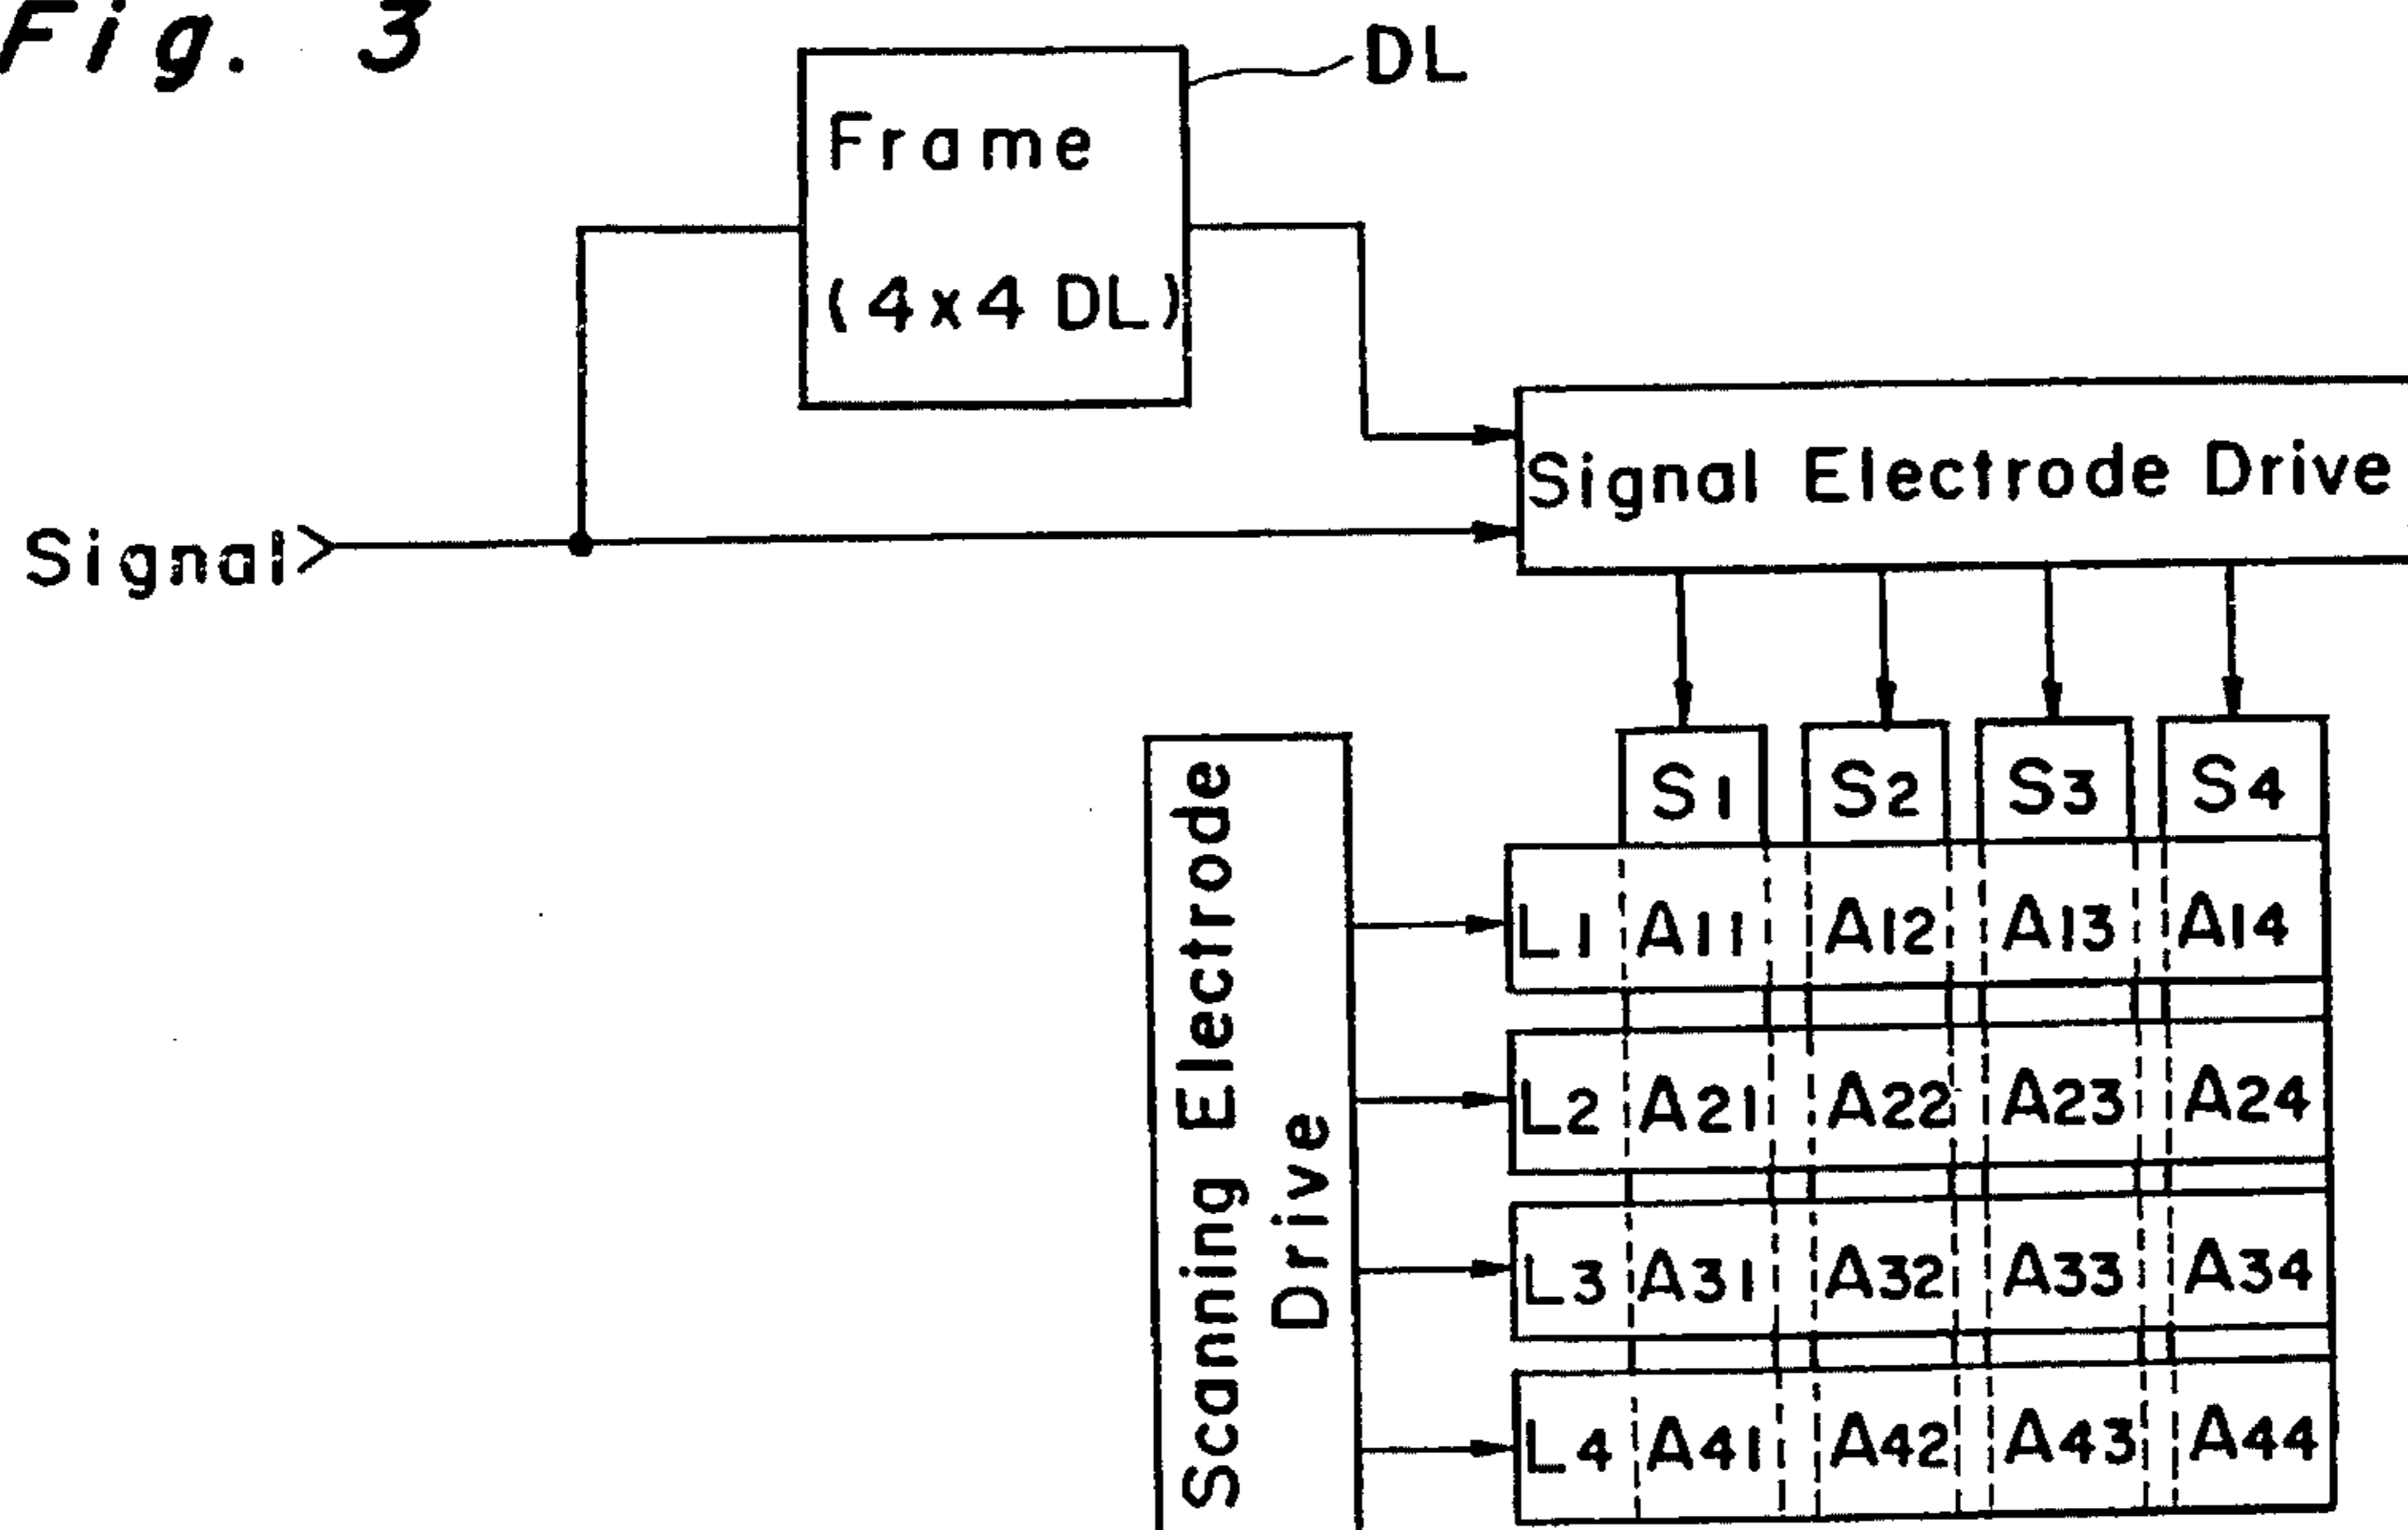 Fig. 3
DL
Frame
(4x4 DL)
Signal Electrode Drive
Signal
S1 S2 S3 S4
Scanning Electrode
Drive
L1 A11 A12 A13 A14
L2 A21 A22 A23 A24
L3 A31 A32 A33 A34
L4 A41 A42 A43 A44